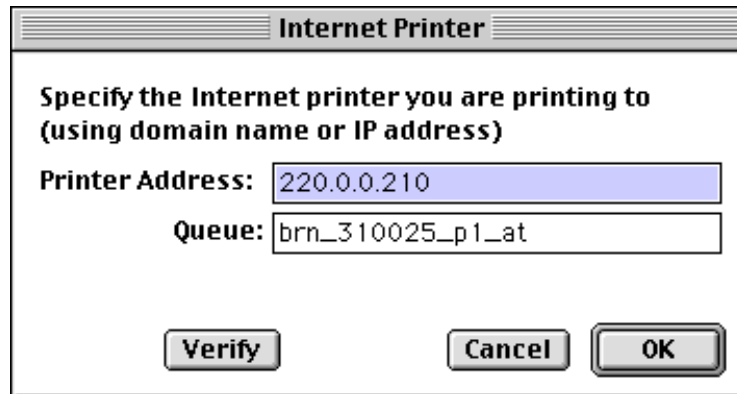 Internet Printer
Specify the Internet printer you are printing to
(using domain name or IP address)
Printer Address: 220.0.0.210
Queue: brn_310025_p1_at
Verify Cancel OK